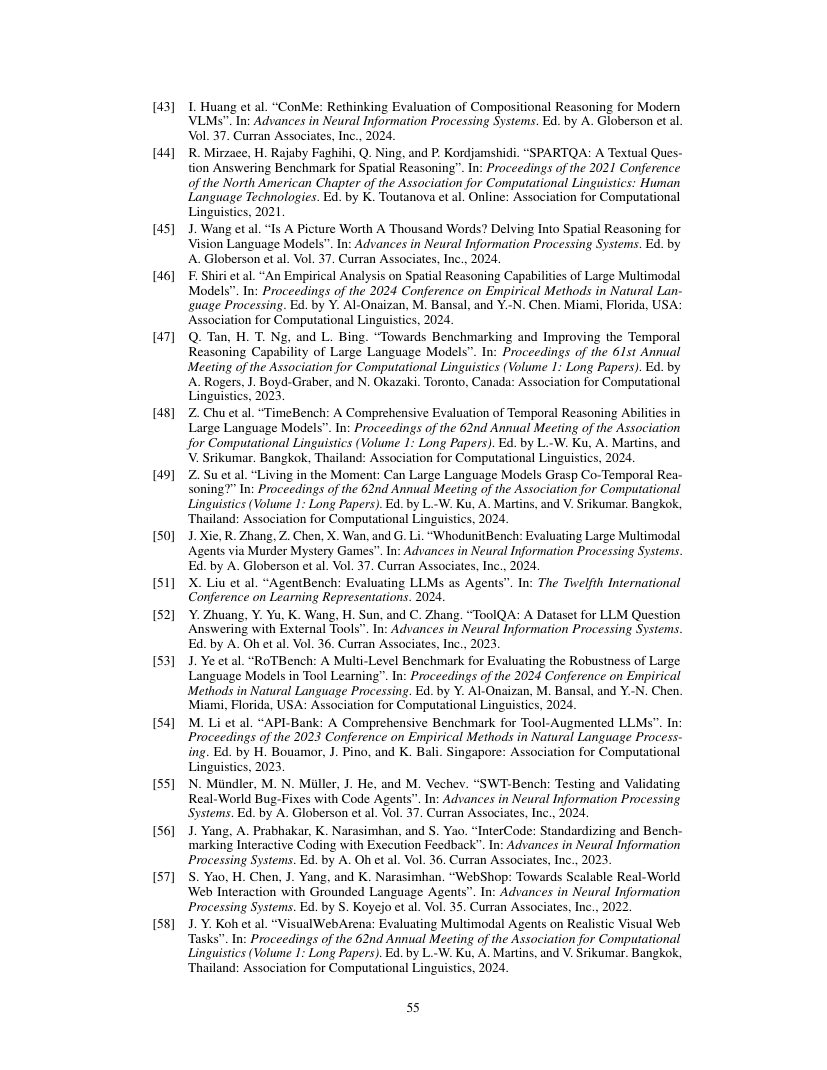 [43] I. Huang et al. “ConMe: Rethinking Evaluation of Compositional Reasoning for Modern
VLMs”. In: Advances in Neural Information Processing Systems. Ed. by A. Globerson et al.
Vol. 37. Curran Associates, Inc., 2024.
[44] R. Mirzaee, H. Rajaby Faghihi, Q. Ning, and P. Kordjamshidi. “SPARTQA: A Textual Ques-
tion Answering Benchmark for Spatial Reasoning”. In: Proceedings of the 2021 Conference
of the North American Chapter of the Association for Computational Linguistics: Human
Language Technologies. Ed. by K. Toutanova et al. Online: Association for Computational
Linguistics, 2021.
[45] J. Wang et al. “Is A Picture Worth A Thousand Words? Delving Into Spatial Reasoning for
Vision Language Models”. In: Advances in Neural Information Processing Systems. Ed. by
A. Globerson et al. Vol. 37. Curran Associates, Inc., 2024.
[46] F. Shiri et al. “An Empirical Analysis on Spatial Reasoning Capabilities of Large Multimodal
Models”. In: Proceedings of the 2024 Conference on Empirical Methods in Natural Lan-
guage Processing. Ed. by Y. Al-Onaizan, M. Bansal, and Y.-N. Chen. Miami, Florida, USA:
Association for Computational Linguistics, 2024.
[47] Q. Tan, H. T. Ng, and L. Bing. “Towards Benchmarking and Improving the Temporal
Reasoning Capability of Large Language Models”. In: Proceedings of the 61st Annual
Meeting of the Association for Computational Linguistics (Volume 1: Long Papers). Ed. by
A. Rogers, J. Boyd-Graber, and N. Okazaki. Toronto, Canada: Association for Computational
Linguistics, 2023.
[48] Z. Chu et al. “TimeBench: A Comprehensive Evaluation of Temporal Reasoning Abilities in
Large Language Models”. In: Proceedings of the 62nd Annual Meeting of the Association
for Computational Linguistics (Volume 1: Long Papers). Ed. by L.-W. Ku, A. Martins, and
V. Srikumar. Bangkok, Thailand: Association for Computational Linguistics, 2024.
[49] Z. Su et al. “Living in the Moment: Can Large Language Models Grasp Co-Temporal Rea-
soning?” In: Proceedings of the 62nd Annual Meeting of the Association for Computational
Linguistics (Volume 1: Long Papers). Ed. by L.-W. Ku, A. Martins, and V. Srikumar. Bangkok,
Thailand: Association for Computational Linguistics, 2024.
[50] J. Xie, R. Zhang, Z. Chen, X. Wan, and G. Li. “WhodunitBench: Evaluating Large Multimodal
Agents via Murder Mystery Games”. In: Advances in Neural Information Processing Systems.
Ed. by A. Globerson et al. Vol. 37. Curran Associates, Inc., 2024.
[51] X. Liu et al. “AgentBench: Evaluating LLMs as Agents”. In: The Twelfth International
Conference on Learning Representations. 2024.
[52] Y. Zhuang, Y. Yu, K. Wang, H. Sun, and C. Zhang. “ToolQA: A Dataset for LLM Question
Answering with External Tools”. In: Advances in Neural Information Processing Systems.
Ed. by A. Oh et al. Vol. 36. Curran Associates, Inc., 2023.
[53] J. Ye et al. “RoTBench: A Multi-Level Benchmark for Evaluating the Robustness of Large
Language Models in Tool Learning”. In: Proceedings of the 2024 Conference on Empirical
Methods in Natural Language Processing. Ed. by Y. Al-Onaizan, M. Bansal, and Y.-N. Chen.
Miami, Florida, USA: Association for Computational Linguistics, 2024.
[54] M. Li et al. “API-Bank: A Comprehensive Benchmark for Tool-Augmented LLMs”. In:
Proceedings of the 2023 Conference on Empirical Methods in Natural Language Process-
ing. Ed. by H. Bouamor, J. Pino, and K. Bali. Singapore: Association for Computational
Linguistics, 2023.
[55] N. Mündler, M. N. Müller, J. He, and M. Vechev. “SWT-Bench: Testing and Validating
Real-World Bug-Fixes with Code Agents”. In: Advances in Neural Information Processing
Systems. Ed. by A. Globerson et al. Vol. 37. Curran Associates, Inc., 2024.
[56] J. Yang, A. Prabhakar, K. Narasimhan, and S. Yao. “InterCode: Standardizing and Bench-
marking Interactive Coding with Execution Feedback”. In: Advances in Neural Information
Processing Systems. Ed. by A. Oh et al. Vol. 36. Curran Associates, Inc., 2023.
[57] S. Yao, H. Chen, J. Yang, and K. Narasimhan. “WebShop: Towards Scalable Real-World
Web Interaction with Grounded Language Agents”. In: Advances in Neural Information
Processing Systems. Ed. by S. Koyejo et al. Vol. 35. Curran Associates, Inc., 2022.
[58] J. Y. Koh et al. “VisualWebArena: Evaluating Multimodal Agents on Realistic Visual Web
Tasks”. In: Proceedings of the 62nd Annual Meeting of the Association for Computational
Linguistics (Volume 1: Long Papers). Ed. by L.-W. Ku, A. Martins, and V. Srikumar. Bangkok,
Thailand: Association for Computational Linguistics, 2024.
55